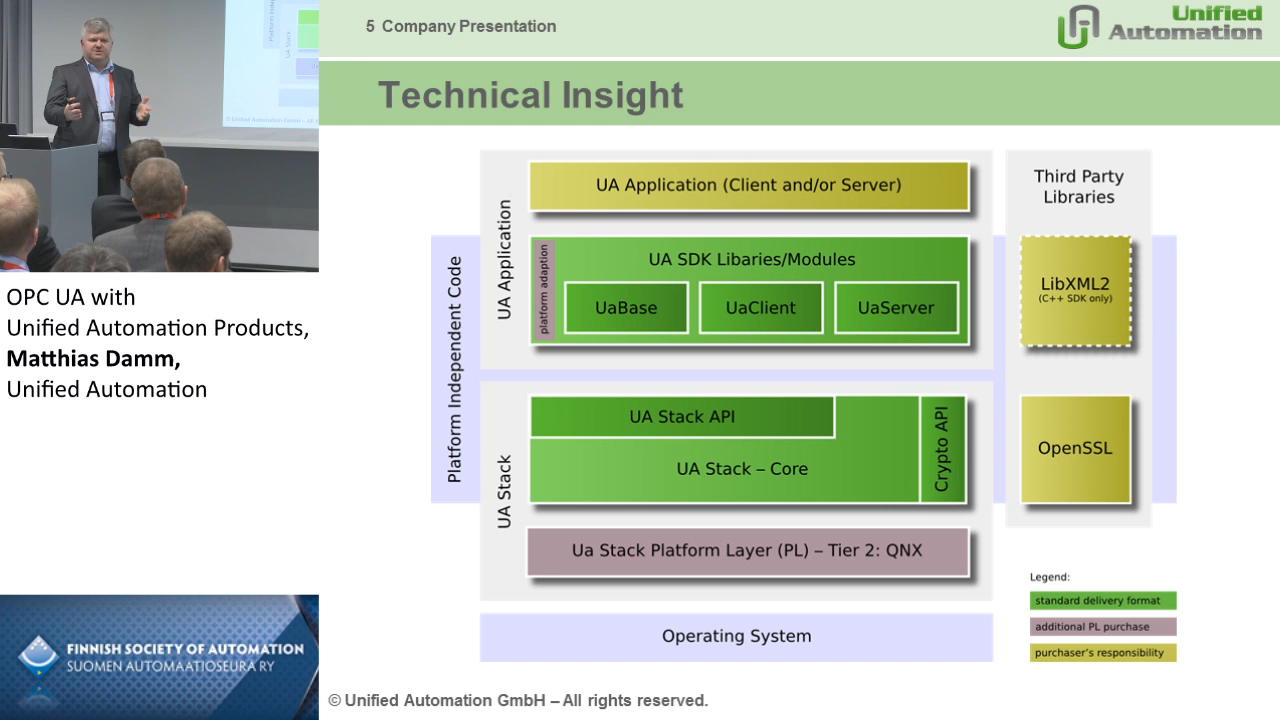 5 Company Presentation
Unified
Automation
Technical Insight
OPC UA with
Unified Automation Products,
Matthias Damm,
Unified Automation
FINNISH SOCIETY OF AUTOMATION
SUOMEN AUTOMAATIOSEURA RY
Platform Independent Code
UA Application
UA Application (Client and/or Server)
platform adaption
UA SDK Libaries/Modules
UaBase
UaClient
UaServer
UA Stack
UA Stack API
UA Stack – Core
Crypto API
Ua Stack Platform Layer (PL) – Tier 2: QNX
Operating System
Third Party
Libraries
LibXML2
(C++ SDK only)
OpenSSL
Legend:
standard delivery format
additional PL purchase
purchaser's responsibility
© Unified Automation GmbH – All rights reserved.